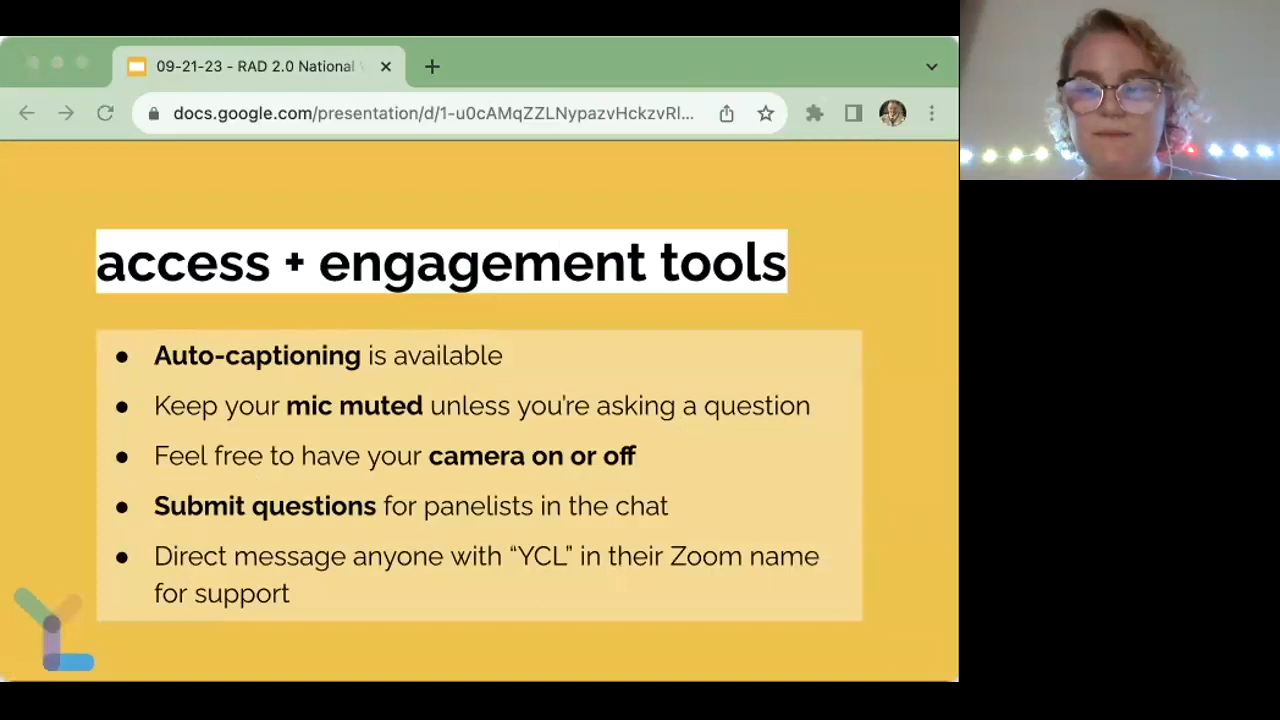 09-21-23 - RAD 2.0 National
docs.google.com/presentation/d/1-u0cAMqZZLNypazvHckzvRl...
access + engagement tools
● Auto-captioning is available
● Keep your mic muted unless you're asking a question
● Feel free to have your camera on or off
● Submit questions for panelists in the chat
● Direct message anyone with “YCL” in their Zoom name
for support